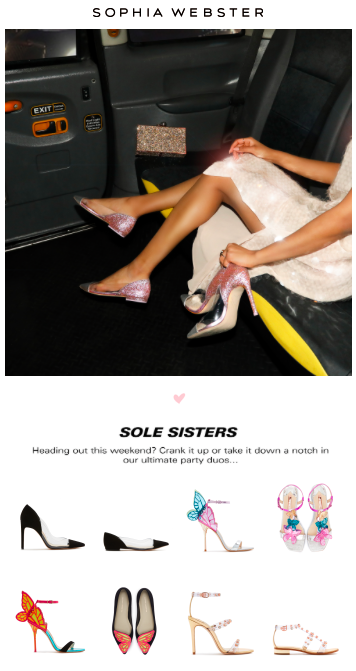 SOPHIA WEBSTER
EXIT
SOLE SISTERS
Heading out this weekend? Crank it up or take it down a notch in
our ultimate party duos...